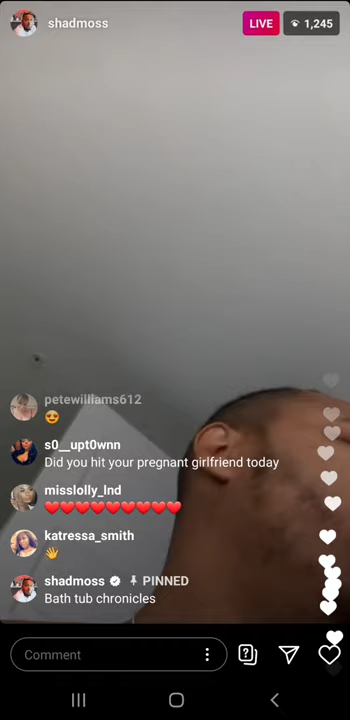 shadmoss
LIVE
1,245
petewilliams612
😍
s0__upt0wnn
Did you hit your pregnant girlfriend today
misslolly_lnd
❤️❤️❤️❤️❤️❤️❤️❤️❤️
katressa_smith
👋
shadmoss PINNED
Bath tub chronicles
Comment